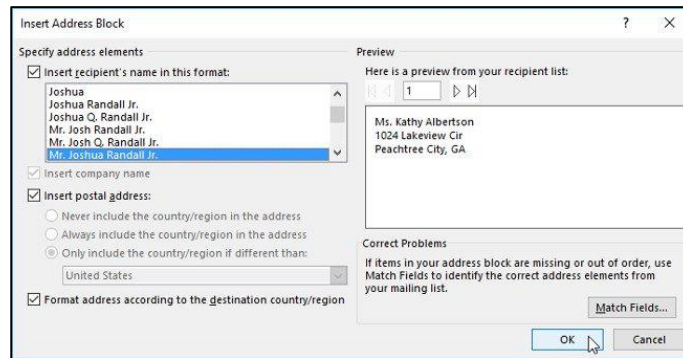 Insert Address Block
Specify address elements
Insert recipient's name in this format:
Joshua
Joshua Randall Jr.
Joshua Q. Randall Jr.
Mr. Josh Randall Jr.
Mr. Josh Q. Randall Jr.
Mr. Joshua Randall Jr.
Insert company name
Insert postal address:
Never include the country/region in the address
Always include the country/region in the address
Only include the country/region if different than:
United States
Format address according to the destination country/region
Preview
Here is a preview from your recipient list:
1
Ms. Kathy Albertson
1024 Lakeview Cir
Peachtree City, GA
Correct Problems
If items in your address block are missing or out of order, use
Match Fields to identify the correct address elements from
your mailing list.
Match Fields...
OK
Cancel